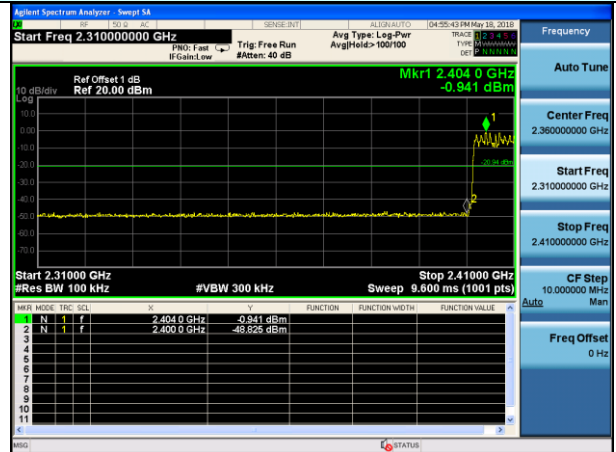 Agilent Spectrum Analyzer - Swept SA
RF 50 Ω AC SENSE:INT ALIGN AUTO 04:55:43 PM May 18, 2018
Start Freq 2.310000000 GHz
PNO: Fast
IFGain:Low
Trig: Free Run
#Atten: 40 dB
Avg Type: Log-Pwr
Avg|Hold:> 100/100
TRACE 1 2 3 4 5 6
TYPE
DET P N N N N N
Ref Offset 1 dB
Ref 20.00 dBm
10 dB/div
Log
Mkr1 2.404 0 GHz
-0.941 dBm
10.0
0.00
-10.0
-20.0
-30.0
-40.0
-50.0
-60.0
-70.0
1
-20.94 dBm
2
Start 2.31000 GHz
#Res BW 100 kHz
#VBW 300 kHz
Stop 2.41000 GHz
Sweep 9.600 ms (1001 pts)
MKR MODE TRC SCL X Y FUNCTION FUNCTION WIDTH FUNCTION VALUE
1 N 1 f 2.404 0 GHz -0.941 dBm
2 N 1 f 2.400 0 GHz -48.825 dBm
3
4
5
6
7
8
9
10
11
MSG
STATUS
Frequency
Auto Tune
Center Freq
2.360000000 GHz
Start Freq
2.310000000 GHz
Stop Freq
2.410000000 GHz
CF Step
10.000000 MHz
Auto Man
Freq Offset
0 Hz